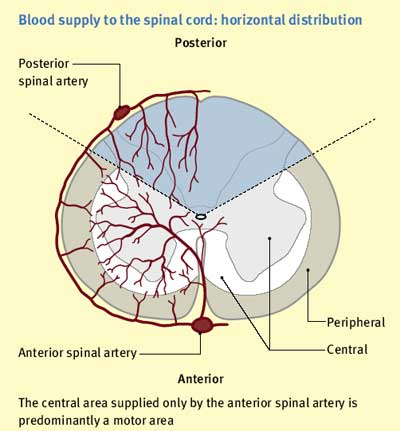 Blood supply to the spinal cord: horizontal distribution
Posterior
Posterior
spinal artery
Peripheral
Central
Anterior spinal artery
Anterior
The central area supplied only by the anterior spinal artery is
predominantly a motor area